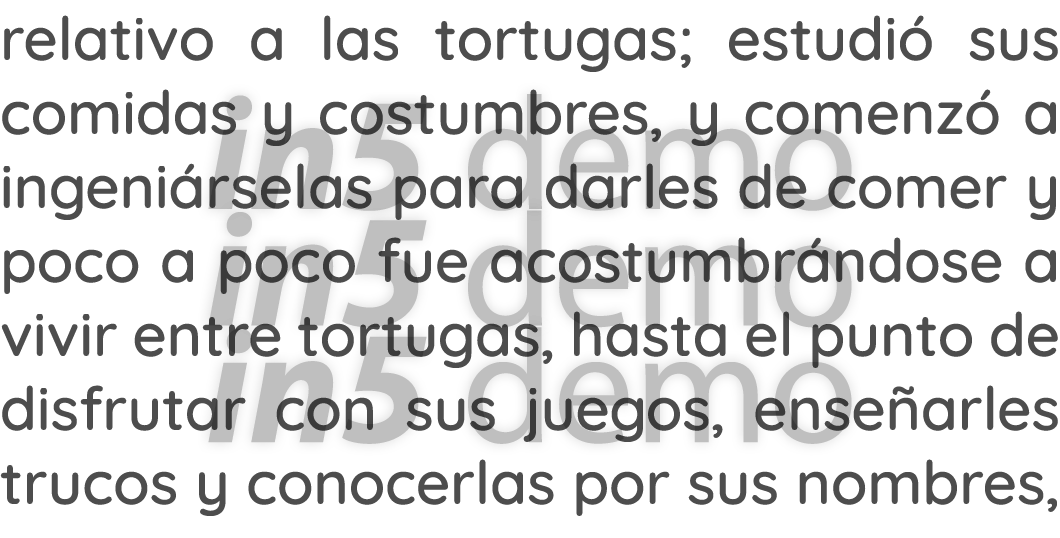 relativo a las tortugas; estudió sus
comidas y costumbres, y comenzó a
ingeniárselas para darles de comer y
poco a poco fue acostumbrándose a
vivir entre tortugas, hasta el punto de
disfrutar con sus juegos, enseñarles
trucos y conocerlas por sus nombres,
in5 demo
in5 demo
in5 demo